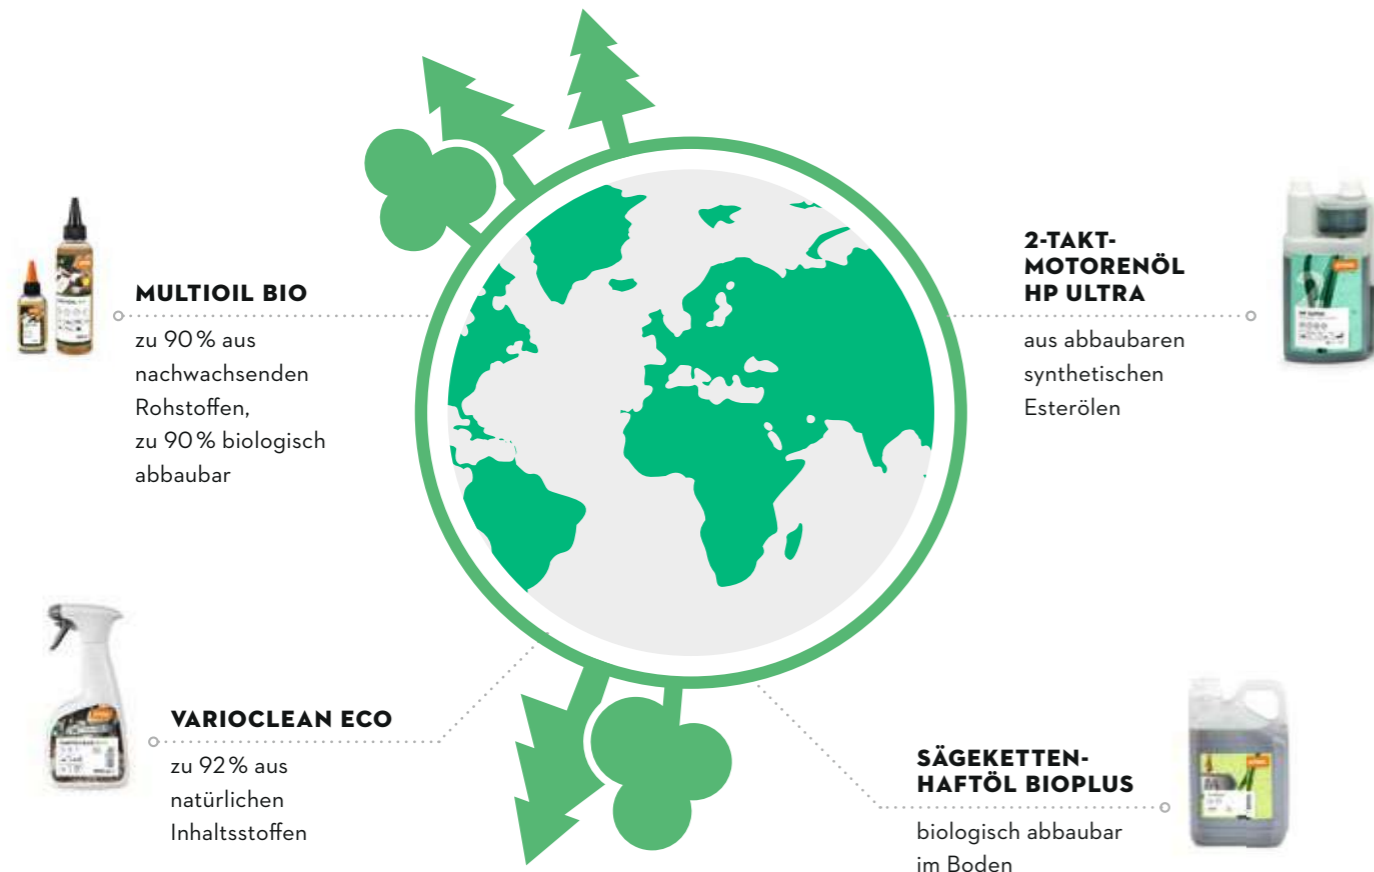 MULTIOIL BIO
zu 90 % aus
nachwachsenden
Rohstoffen,
zu 90 % biologisch
abbaubar
2-TAKT-
MOTORENÖL
HP ULTRA
aus abbaubaren
synthetischen
Esterölen
VARIOCLEAN ECO
zu 92 % aus
natürlichen
Inhaltsstoffen
SÄGEKETTEN-
HAFTÖL BIOPLUS
biologisch abbaubar
im Boden